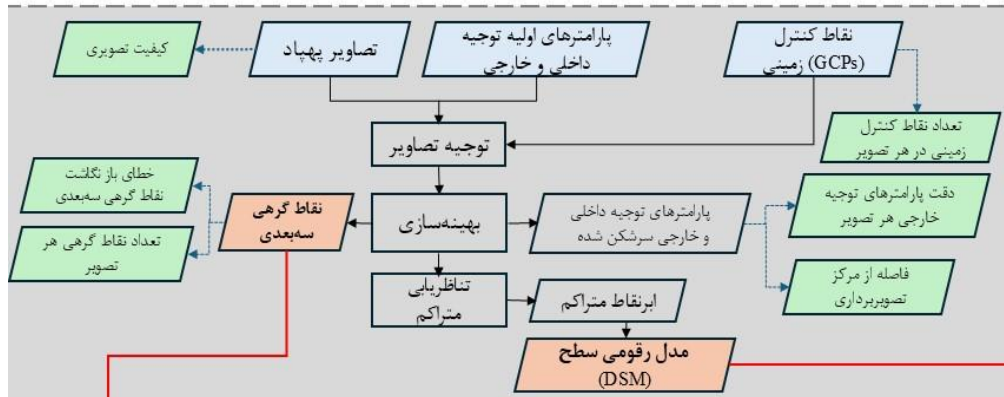 نقاط کنترل
زمینی (GCPs)
پارامترهای اولیه توجیه
داخلی و خارجی
تصاویر پهپاد
کیفیت تصویری
تعداد نقاط کنترل
زمینی در هر تصویر
توجیه تصاویر
دقت پارامترهای توجیه
خارجی هر تصویر
پارامترهای توجیه داخلی
و خارجی سرشکن شده
بهینه‌سازی
نقاط گرهی
سه‌بعدی
خطای باز نگاشت
نقاط گرهی سه‌بعدی
تعداد نقاط گرهی هر
تصویر
فاصله از مرکز
تصویربرداری
تناظریابی
متراکم
ابرنقاط متراکم
مدل رقومی سطح
(DSM)